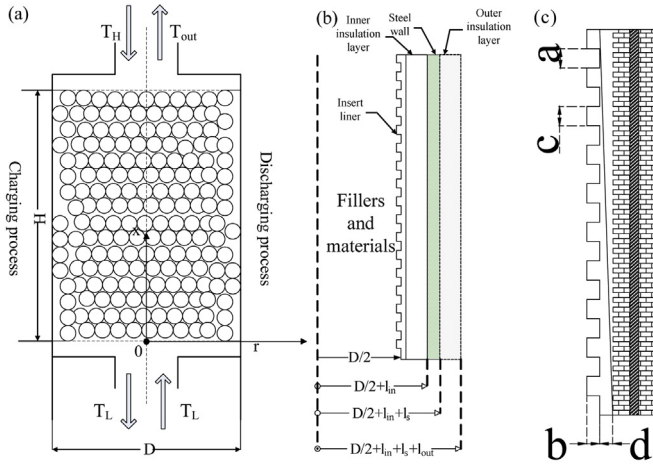 (a)
T_H
T_out
Charging process
H
x
Discharging process
0
r
T_L
T_L
D
(b)
Inner
insulation
layer
Steel
wall
Outer
insulation
layer
Insert
liner
Fillers
and
materials
D/2
D/2+l_in
D/2+l_in+l_s
D/2+l_in+l_s+l_out
(c)
a
c
b
d